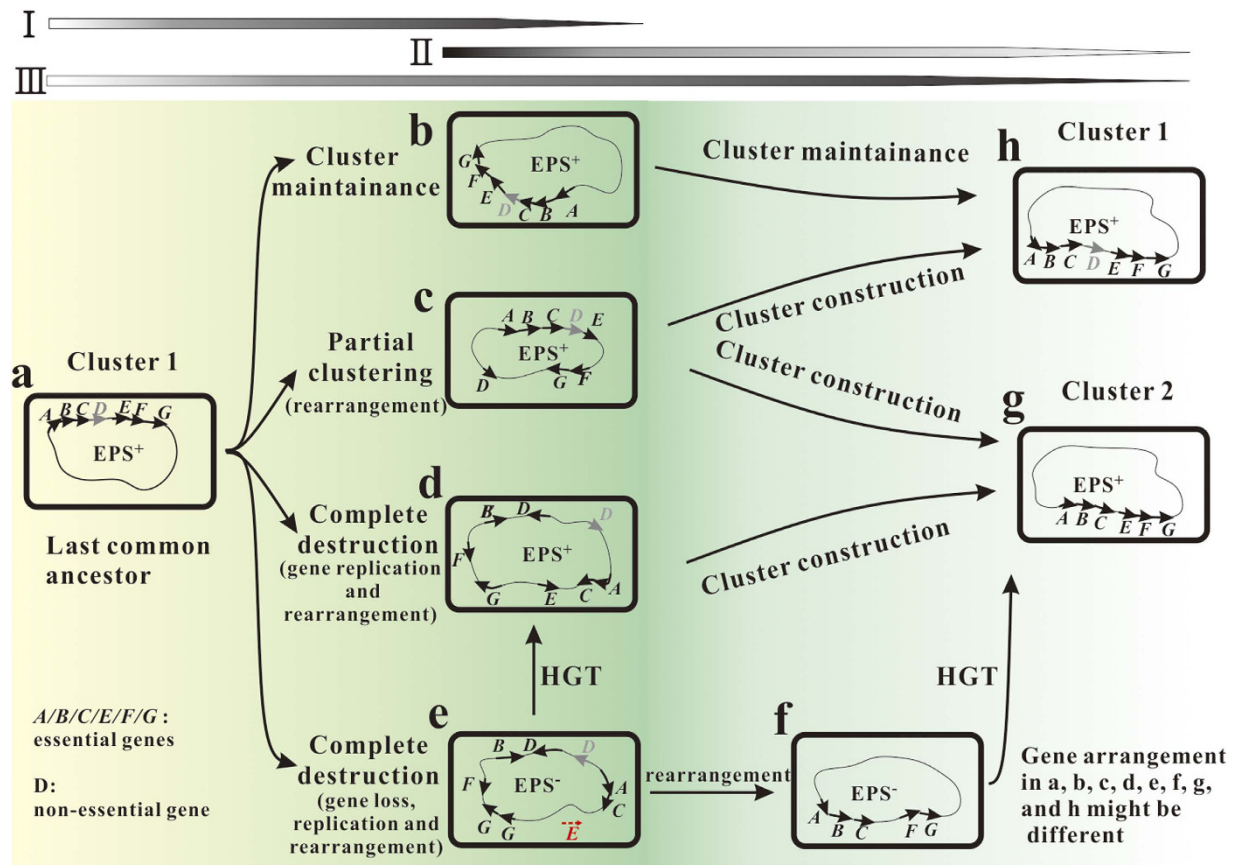 I
II
III
b
Cluster
maintainance
EPS+
G
F
E
D
C
B
A
Cluster maintainance
h
Cluster 1
EPS+
A
B
C
D
E
F
G
Cluster construction
c
Partial
clustering
(rearrangement)
A B C D E
EPS+
D
G
F
Cluster construction
a
Cluster 1
A B C D E F G
EPS+
Last common
ancestor
g
Cluster 2
EPS+
A
B
C
E
F
G
d
Complete
destruction
(gene replication
and
rearrangement)
B
D
D
EPS+
F
G
E
C
A
Cluster construction
HGT
HGT
e
Complete
destruction
(gene loss,
replication and
rearrangement)
B
D
D
EPS-
F
A
C
G
G
E
rearrangement
f
EPS-
A
B
C
F
G
A/B/C/E/F/G :
essential genes
D:
non-essential gene
Gene arrangement
in a, b, c, d, e, f, g,
and h might be
different